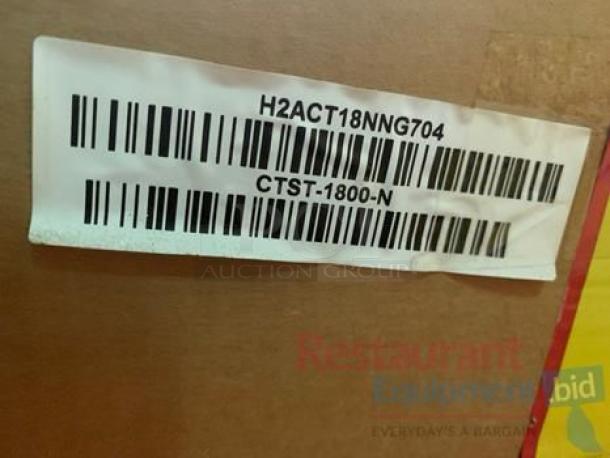 H2ACT18NNG704
CTST-1800-N
AUCTION GROUP
Restaurant
Equipment.bid
EVERYDAY'S A BARGAIN